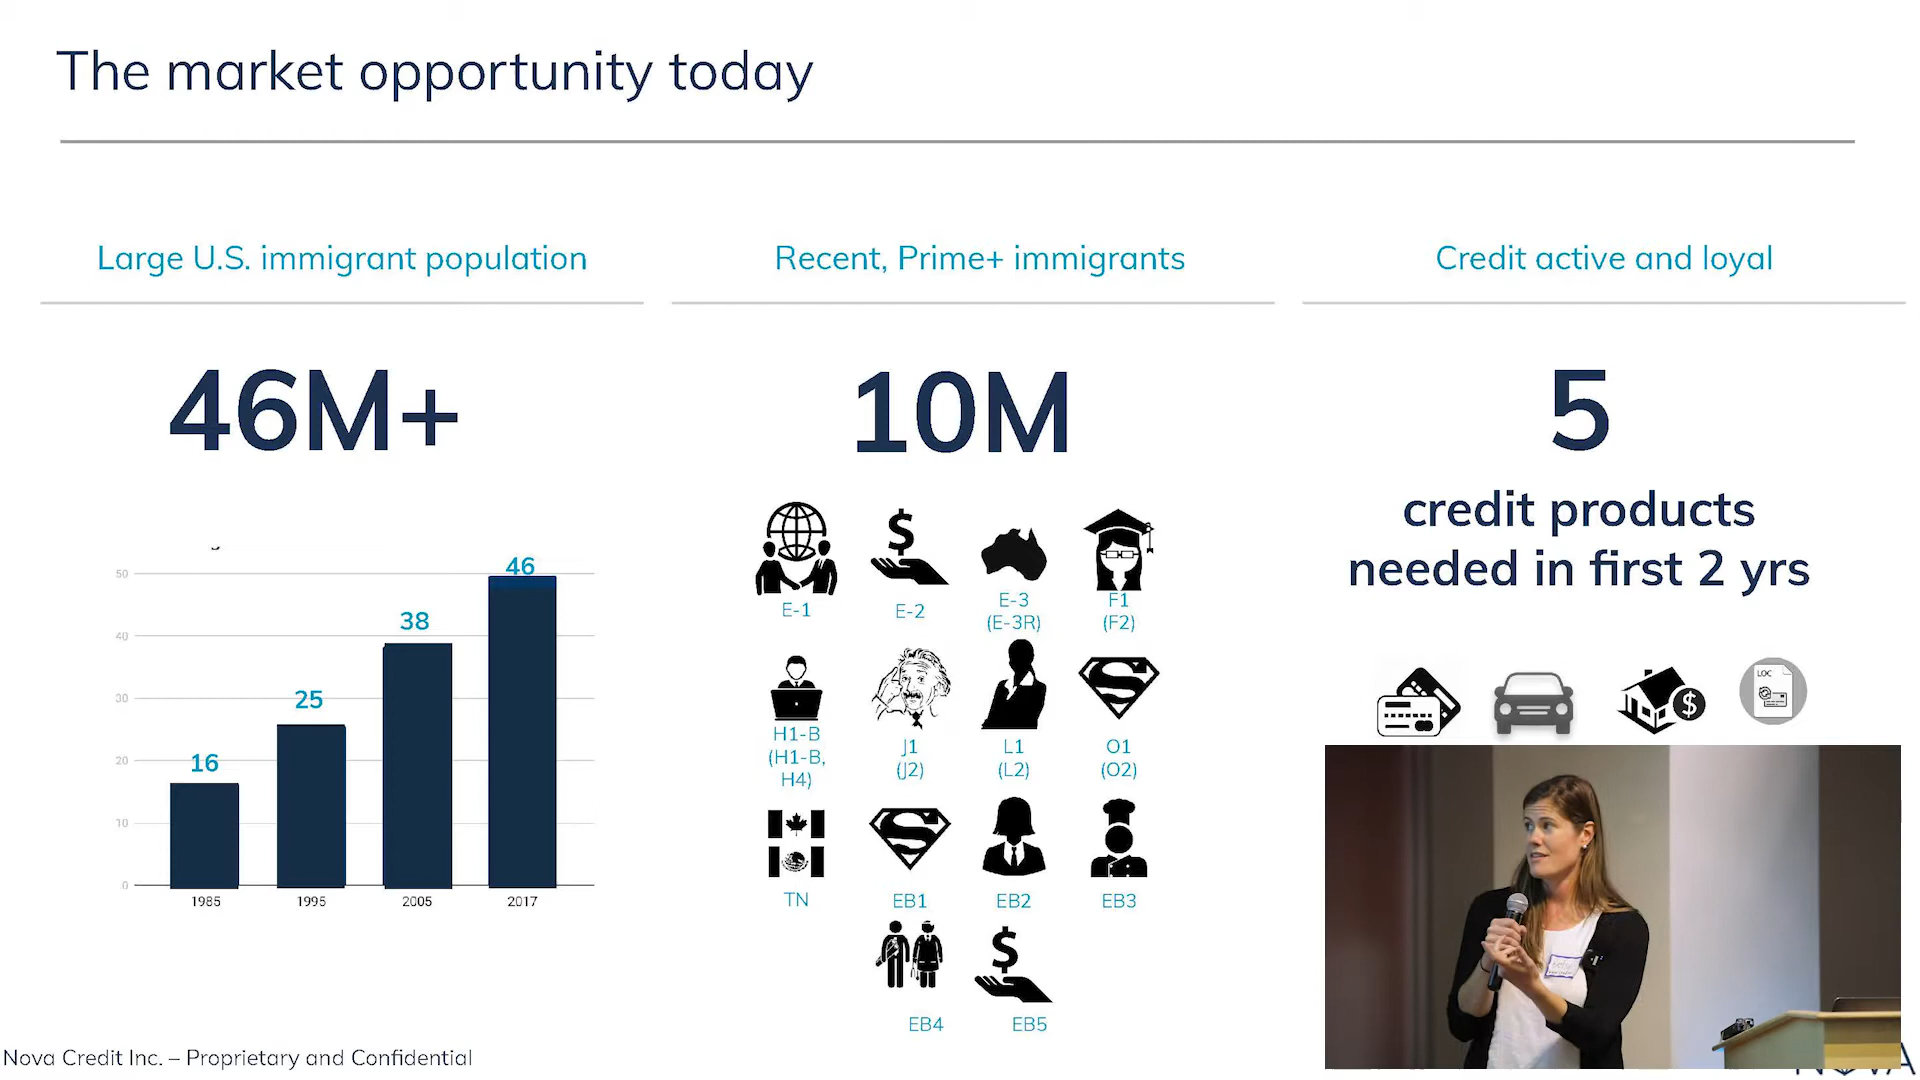 The market opportunity today
Large U.S. immigrant population
46M+
50
40
30
20
10
0
16
25
38
46
1985
1995
2005
2017
Recent, Prime+ immigrants
10M
E-1
E-2
E-3
(E-3R)
F1
(F2)
H1-B
(H1-B,
H4)
J1
(J2)
L1
(L2)
O1
(O2)
TN
EB1
EB2
EB3
EB4
EB5
Credit active and loyal
5
credit products
needed in first 2 yrs
LOC
Nova Credit Inc. – Proprietary and Confidential